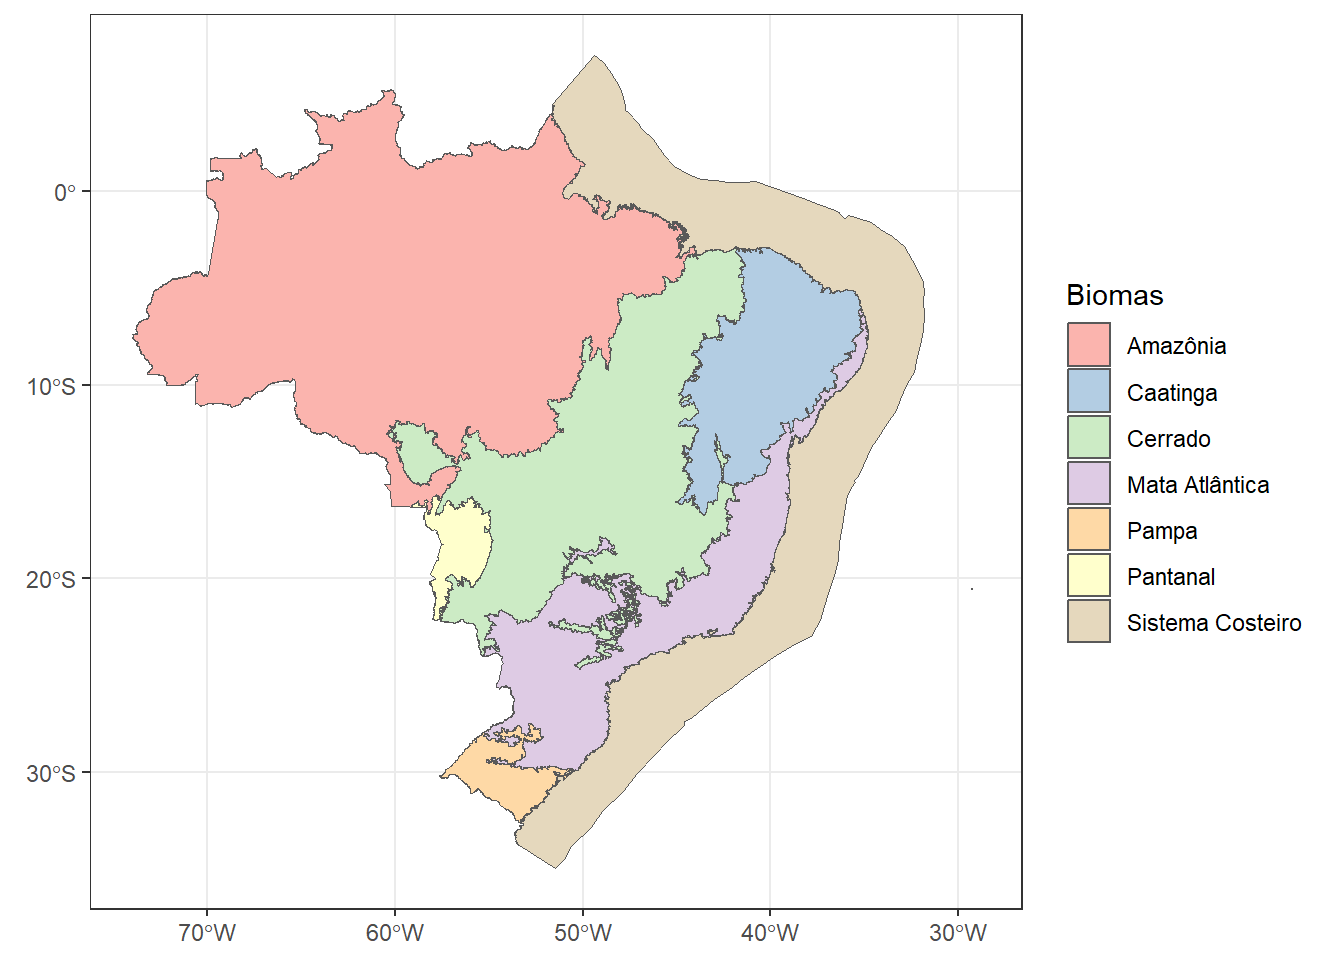 0°
10°S
20°S
30°S
70°W
60°W
50°W
40°W
30°W
Biomas
Amazônia
Caatinga
Cerrado
Mata Atlântica
Pampa
Pantanal
Sistema Costeiro